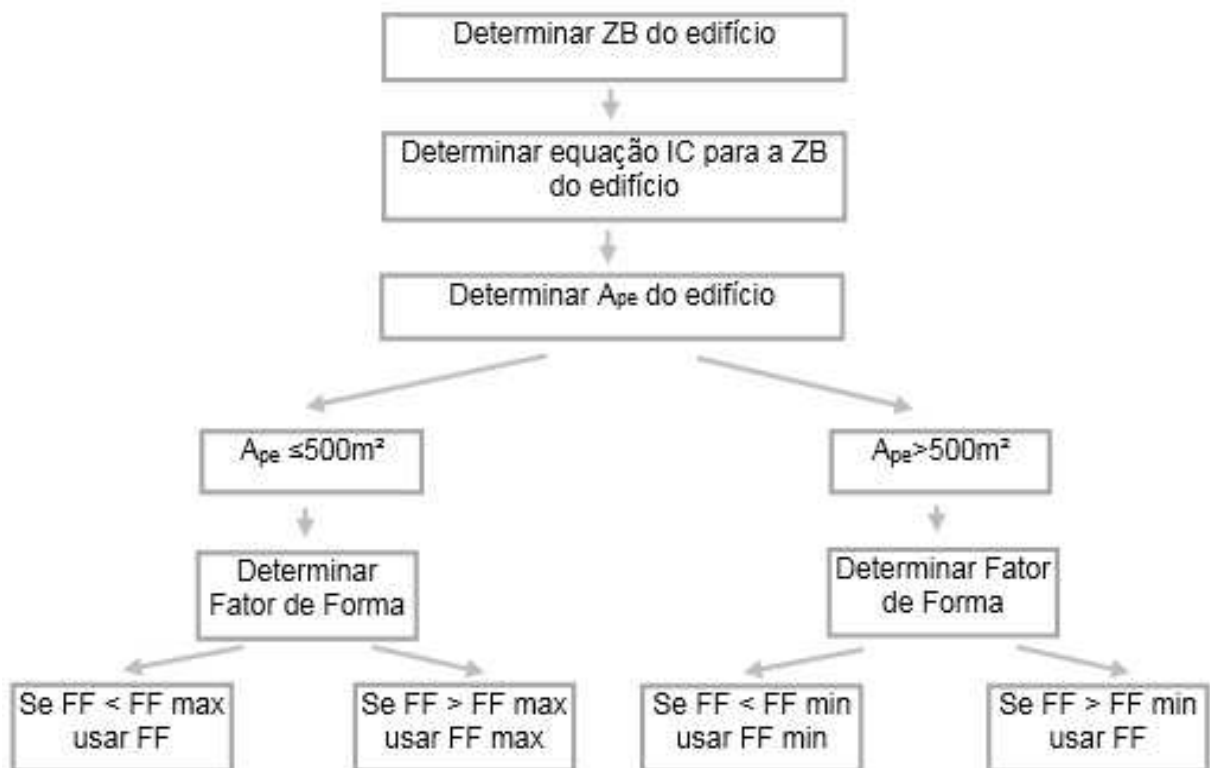 Determinar ZB do edifício
Determinar equação IC para a ZB
do edifício
Determinar Ape do edifício
Ape ≤500m²
Ape>500m²
Determinar
Fator de Forma
Determinar Fator
de Forma
Se FF < FF max
usar FF
Se FF > FF max
usar FF max
Se FF < FF min
usar FF min
Se FF > FF min
usar FF